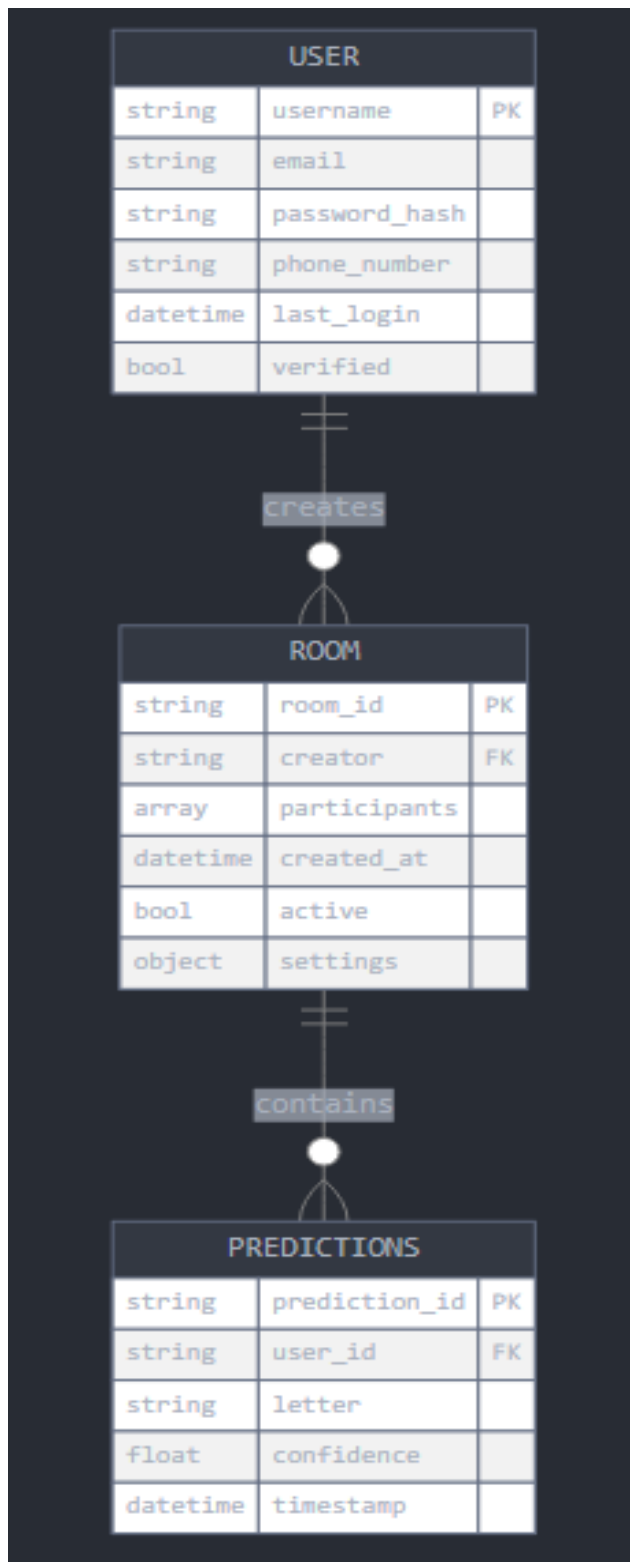 USER
string username PK
string email
string password_hash
string phone_number
datetime last_login
bool verified
creates
ROOM
string room_id PK
string creator FK
array participants
datetime created_at
bool active
object settings
contains
PREDICTIONS
string prediction_id PK
string user_id FK
string letter
float confidence
datetime timestamp